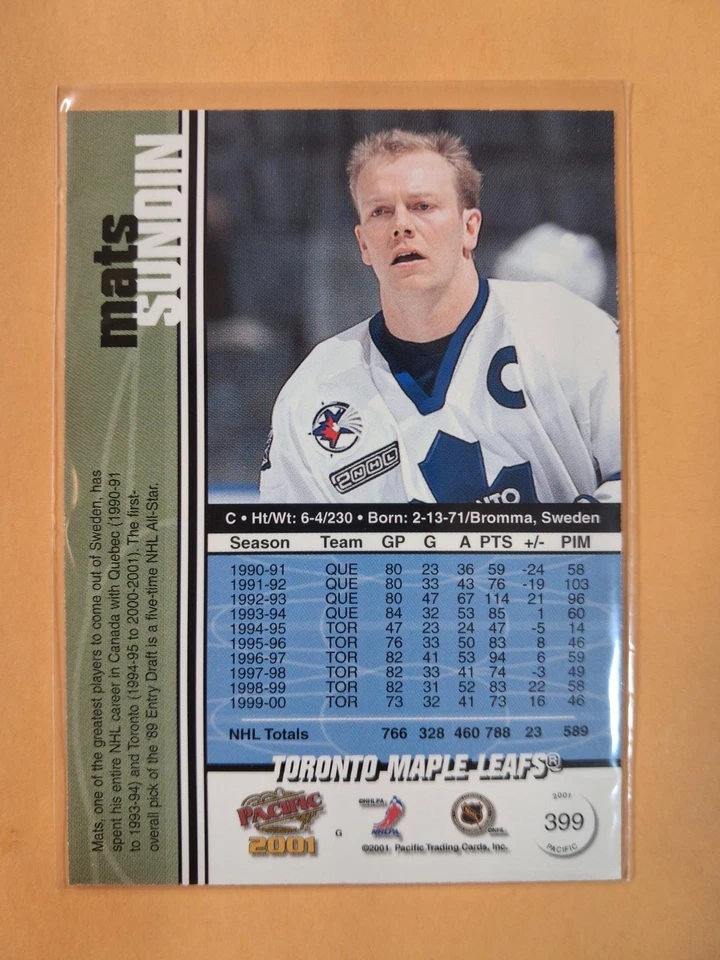 mats
SUNDIN
Mats, one of the greatest players to come out of Sweden, has
spent his entire NHL career in Canada with Quebec (1990-91
to 1993-94) and Toronto (1994-95 to 2000-2001). The first-
overall pick of the '89 Entry Draft is a five-time NHL All-Star.
C
2NHL
TORONTO
C • Ht/Wt: 6-4/230 • Born: 2-13-71/Bromma, Sweden
Season Team GP G A PTS +/- PIM
1990-91 QUE 80 23 36 59 -24 58
1991-92 QUE 80 33 43 76 -19 103
1992-93 QUE 80 47 67 114 21 96
1993-94 QUE 84 32 53 85 1 60
1994-95 TOR 47 23 24 47 -5 14
1995-96 TOR 76 33 50 83 8 46
1996-97 TOR 82 41 53 94 6 59
1997-98 TOR 82 33 41 74 -3 49
1998-99 TOR 82 31 52 83 22 58
1999-00 TOR 73 32 41 73 16 46
NHL Totals 766 328 460 788 23 589
TORONTO MAPLE LEAFS®
PACIFIC
2001
G
NHLPA
©2001 Pacific Trading Cards, Inc.
399
PACIFIC